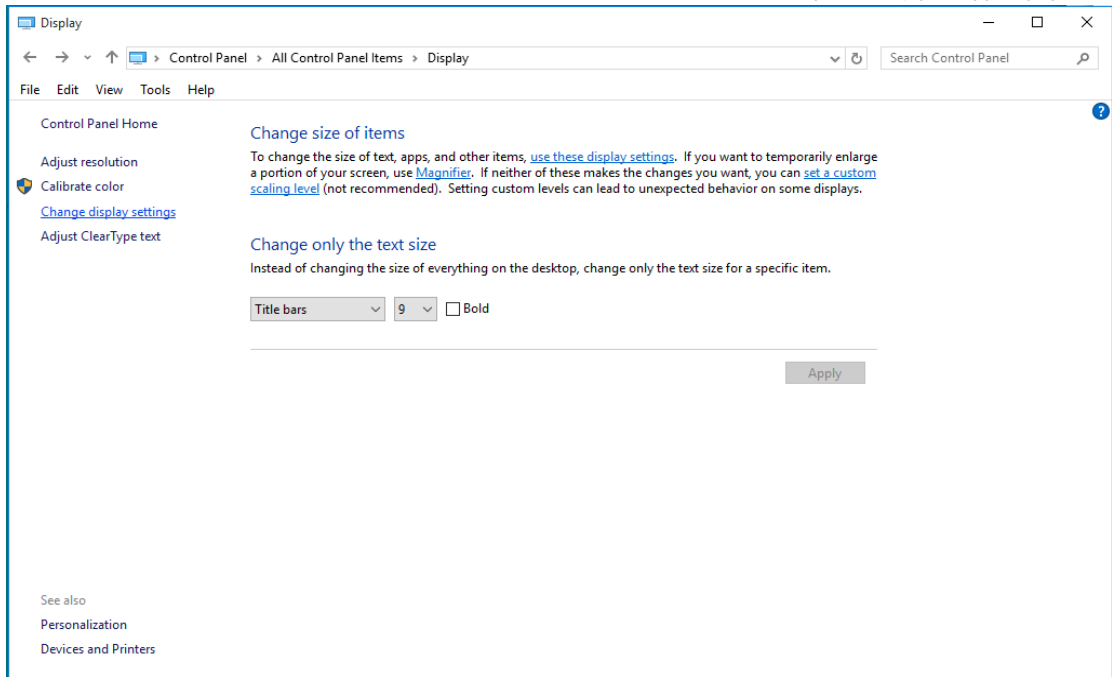 Display
Control Panel > All Control Panel Items > Display
Search Control Panel
File Edit View Tools Help
?
Control Panel Home
Adjust resolution
Calibrate color
Change display settings
Adjust ClearType text
Change size of items
To change the size of text, apps, and other items, use these display settings. If you want to temporarily enlarge
a portion of your screen, use Magnifier. If neither of these makes the changes you want, you can set a custom
scaling level (not recommended). Setting custom levels can lead to unexpected behavior on some displays.
Change only the text size
Instead of changing the size of everything on the desktop, change only the text size for a specific item.
Title bars 9 Bold
Apply
See also
Personalization
Devices and Printers